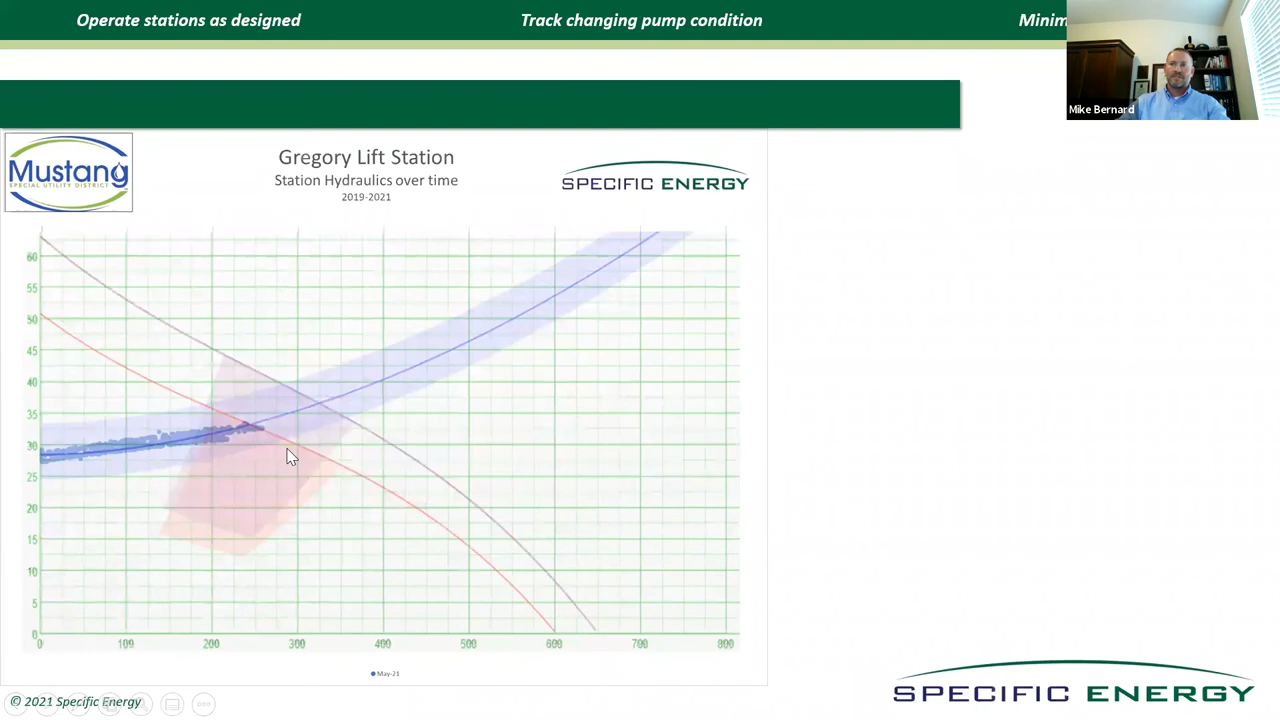 Operate stations as designed
Track changing pump condition
Minim
Mike Bernard
Mustang
SPECIAL UTILITY DISTRICT
Gregory Lift Station
Station Hydraulics over time
2019-2021
SPECIFIC ENERGY
60
55
50
45
40
35
30
25
20
15
10
5
0
0 100 200 300 400 500 600 700 800
May-21
© 2021 Specific Energy
SPECIFIC ENERGY